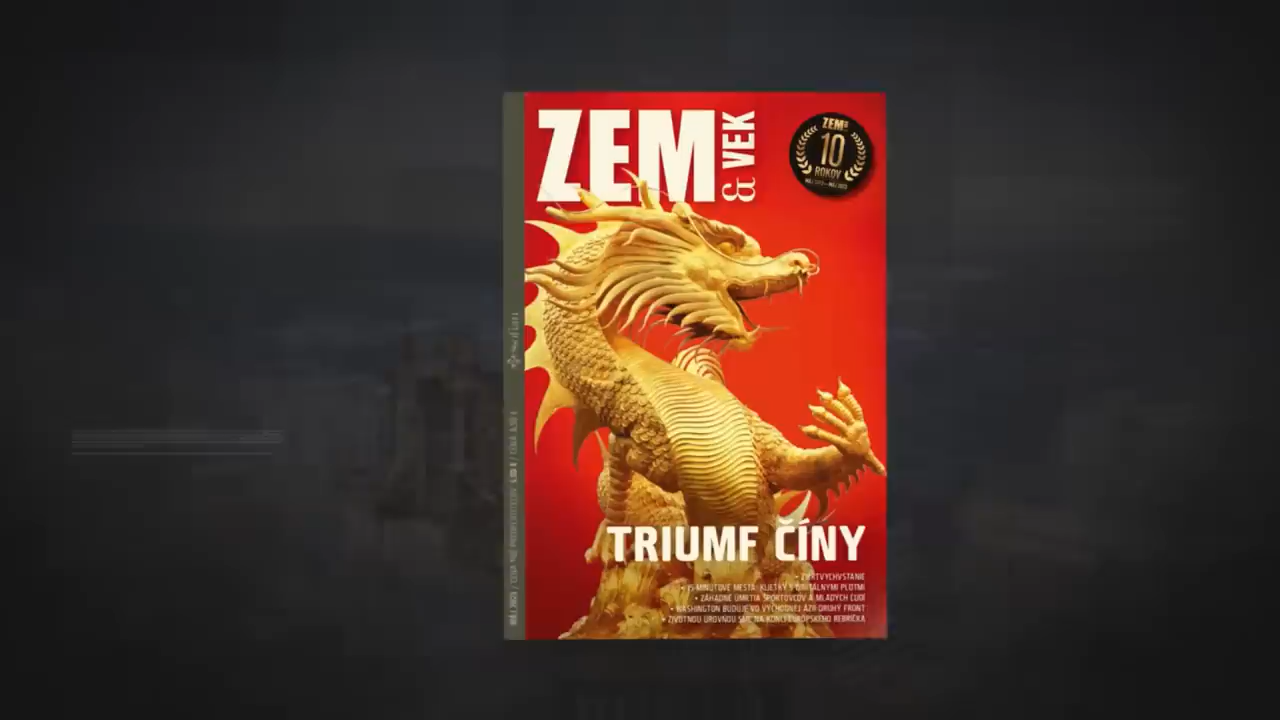 ZEM
& VEK
ZEM
10
ROKOV
TRIUMF ČÍNY
• ZMŔTVYCHVSTANIE
• 15-MINÚTOVÉ MESTÁ: KLIETKY S DIGITÁLNYMI PLOTMI
• ZÁHADNÉ ÚMRTIA ŠPORTOVCOV A MLADÝCH ĽUDÍ
• WASHINGTON BUDUJE VO VÝCHODNEJ ÁZII DRUHÝ FRONT
• ŽIVOTNOU ÚROVŇOU SME NA KONCI EURÓPSKEHO REBRÍČKA